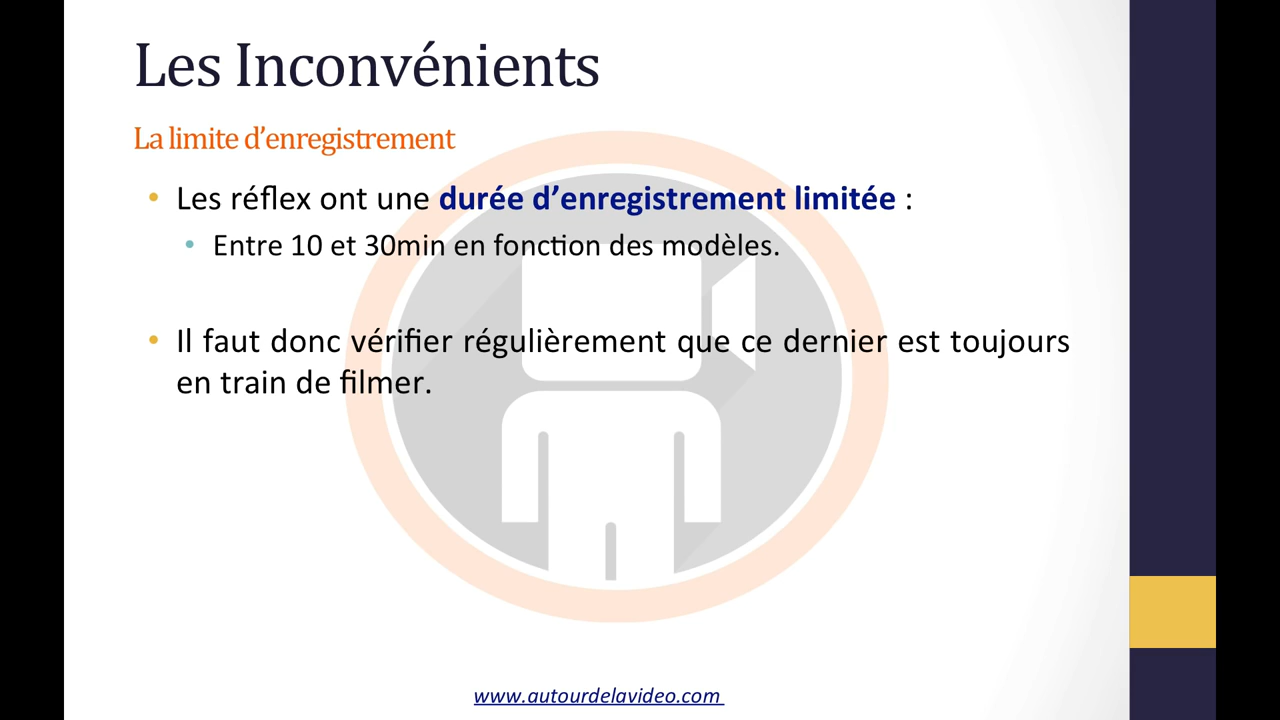 Les Inconvénients
La limite d’enregistrement
• Les réflex ont une durée d’enregistrement limitée :
• Entre 10 et 30min en fonction des modèles.
• Il faut donc vérifier régulièrement que ce dernier est toujours
en train de filmer.
www.autourdelavideo.com